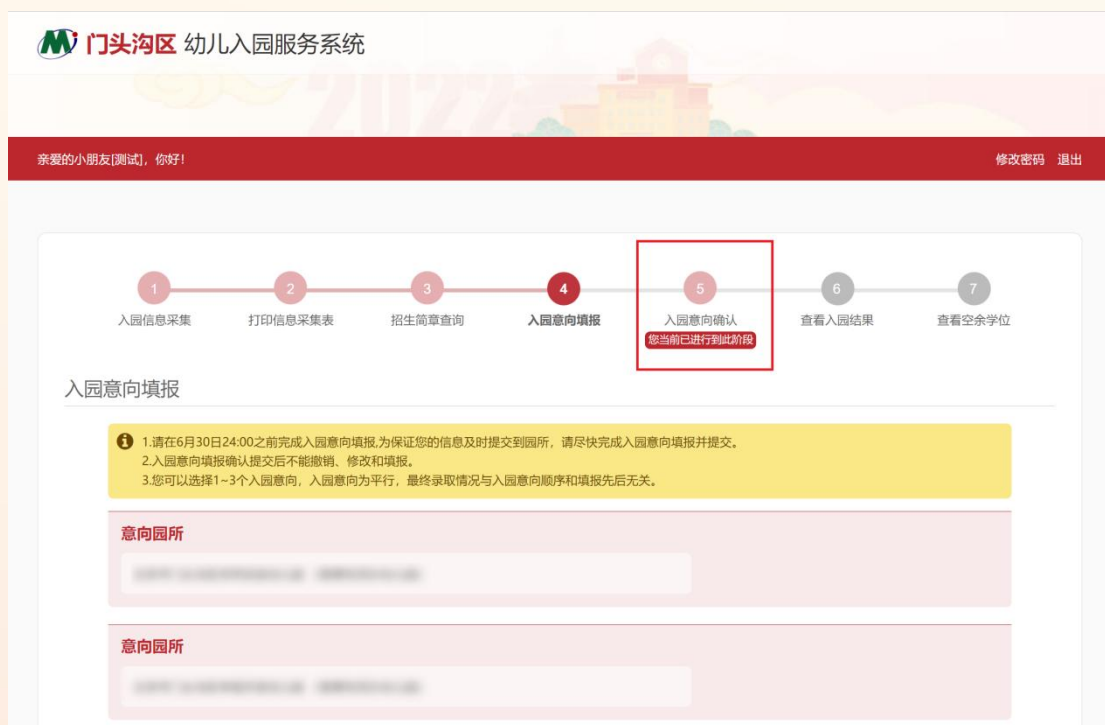 门头沟区 幼儿入园服务系统
2022
亲爱的小朋友[测试]，你好！
修改密码 退出
1
2
3
4
5
6
7
入园信息采集
打印信息采集表
招生简章查询
入园意向填报
入园意向确认
查看入园结果
查看空余学位
您当前已进行到此阶段
入园意向填报
1.请在6月30日24:00之前完成入园意向填报,为保证您的信息及时提交到园所，请尽快完成入园意向填报并提交。
2.入园意向填报确认提交后不能撤销、修改和填报。
3.您可以选择1~3个入园意向，入园意向为平行，最终录取情况与入园意向顺序和填报先后无关。
意向园所
意向园所